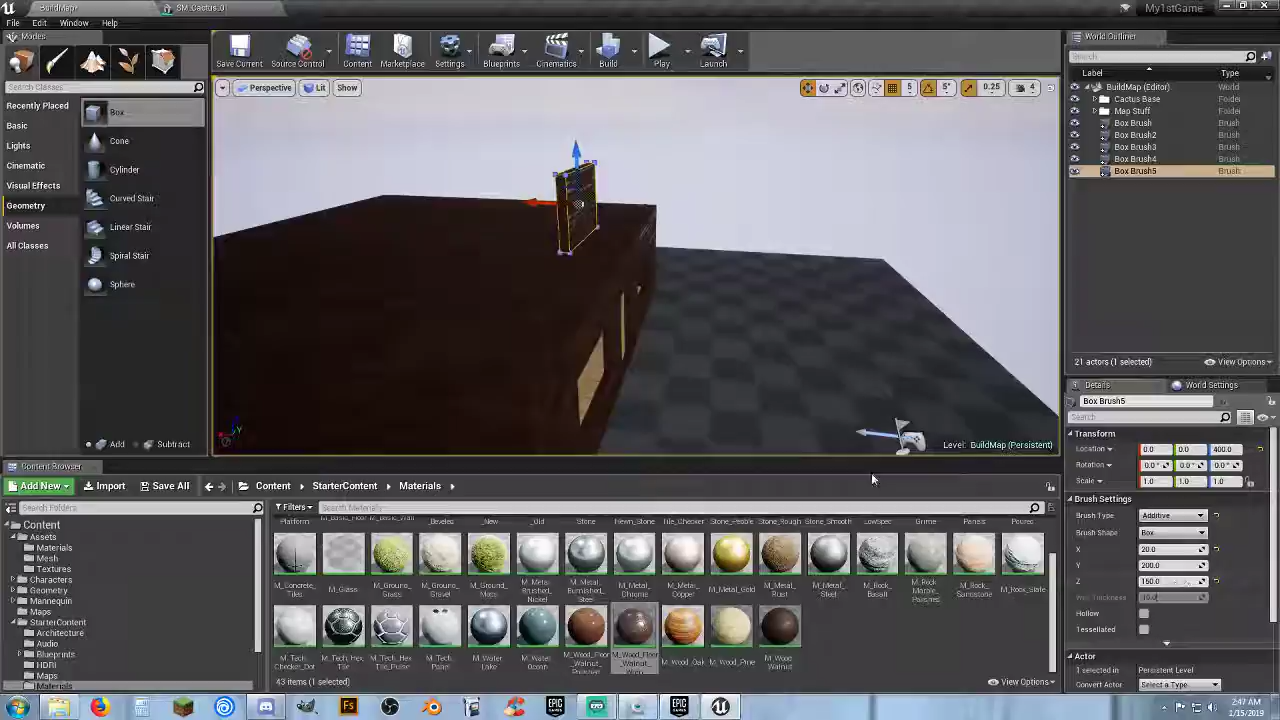 BuildMap*
SM.Cactus.0
My1stGame
File Edit Window Help
Modes
World Outliner
Search Classes
Recently Placed
Basic
Lights
Cinematic
Visual Effects
Geometry
Volumes
All Classes
Box
Cone
Cylinder
Curved Stair
Linear Stair
Spiral Stair
Sphere
Add Subtract
Save Current Source Control Content Marketplace Settings Blueprints Cinematics Build Play Launch
Perspective Lit Show
5 5° 0.25 4
Level: BuildMap (Persistent)
Search
Label Type
BuildMap (Editor) World
Cactus Base Folder
Map Stuff Folder
Box Brush Brush
Box Brush2 Brush
Box Brush3 Brush
Box Brush4 Brush
Box Brush5 Brush
21 actors (1 selected) View Options
Details World Settings
Box Brush5
Search
Transform
Location 0.0 0.0 400.0
Rotation 0.0° 0.0° 0.0°
Scale 1.0 1.0 1.0
Brush Settings
Brush Type Additive
Brush Shape Box
X 20.0
Y 200.0
Z 150.0
Hollow
Tessellated
Actor
1 selected in Persistent Level
Convert Actor Select a Type
Content Browser
Add New Import Save All Content StarterContent Materials
Search Folders
Filters Search Materials
Content
Assets
Materials
Mesh
Textures
Characters
Geometry
Mannequin
StarterContent
Architecture
Audio
Blueprints
HDRI
Maps
Materials
M_Concrete_Tiles
M_Glass
M_Ground_Grass
M_Ground_Gravel
M_Ground_Moss
M_Metal_Brushed_Nickel
M_Metal_Burnished_Steel
M_Metal_Chrome
M_Metal_Copper
M_Metal_Gold
M_Metal_Rust
M_Metal_Steel
M_Rock_Basalt
M_Rock_Marble_Polished
M_Rock_Sandstone
M_Rock_Slate
M_Tech_Checker_Dot
M_Tech_Hex_Tile
M_Tech_Hex_Tile_Pulse
M_Tech_Panel
M_Water_Lake
M_Water_Ocean
M_Wood_Floor_Walnut_Polished
M_Wood_Oak
M_Wood_Pine
M_Wood_Walnut
43 items (1 selected) View Options
2:47 AM
1/15/2019